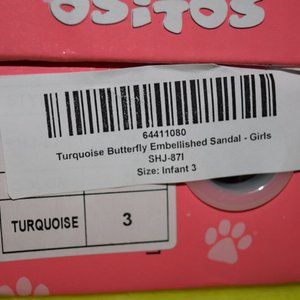 OSITOS
64411080
Turquoise Butterfly Embellished Sandal - Girls
SHJ-87I
Size: Infant 3
TURQUOISE 3